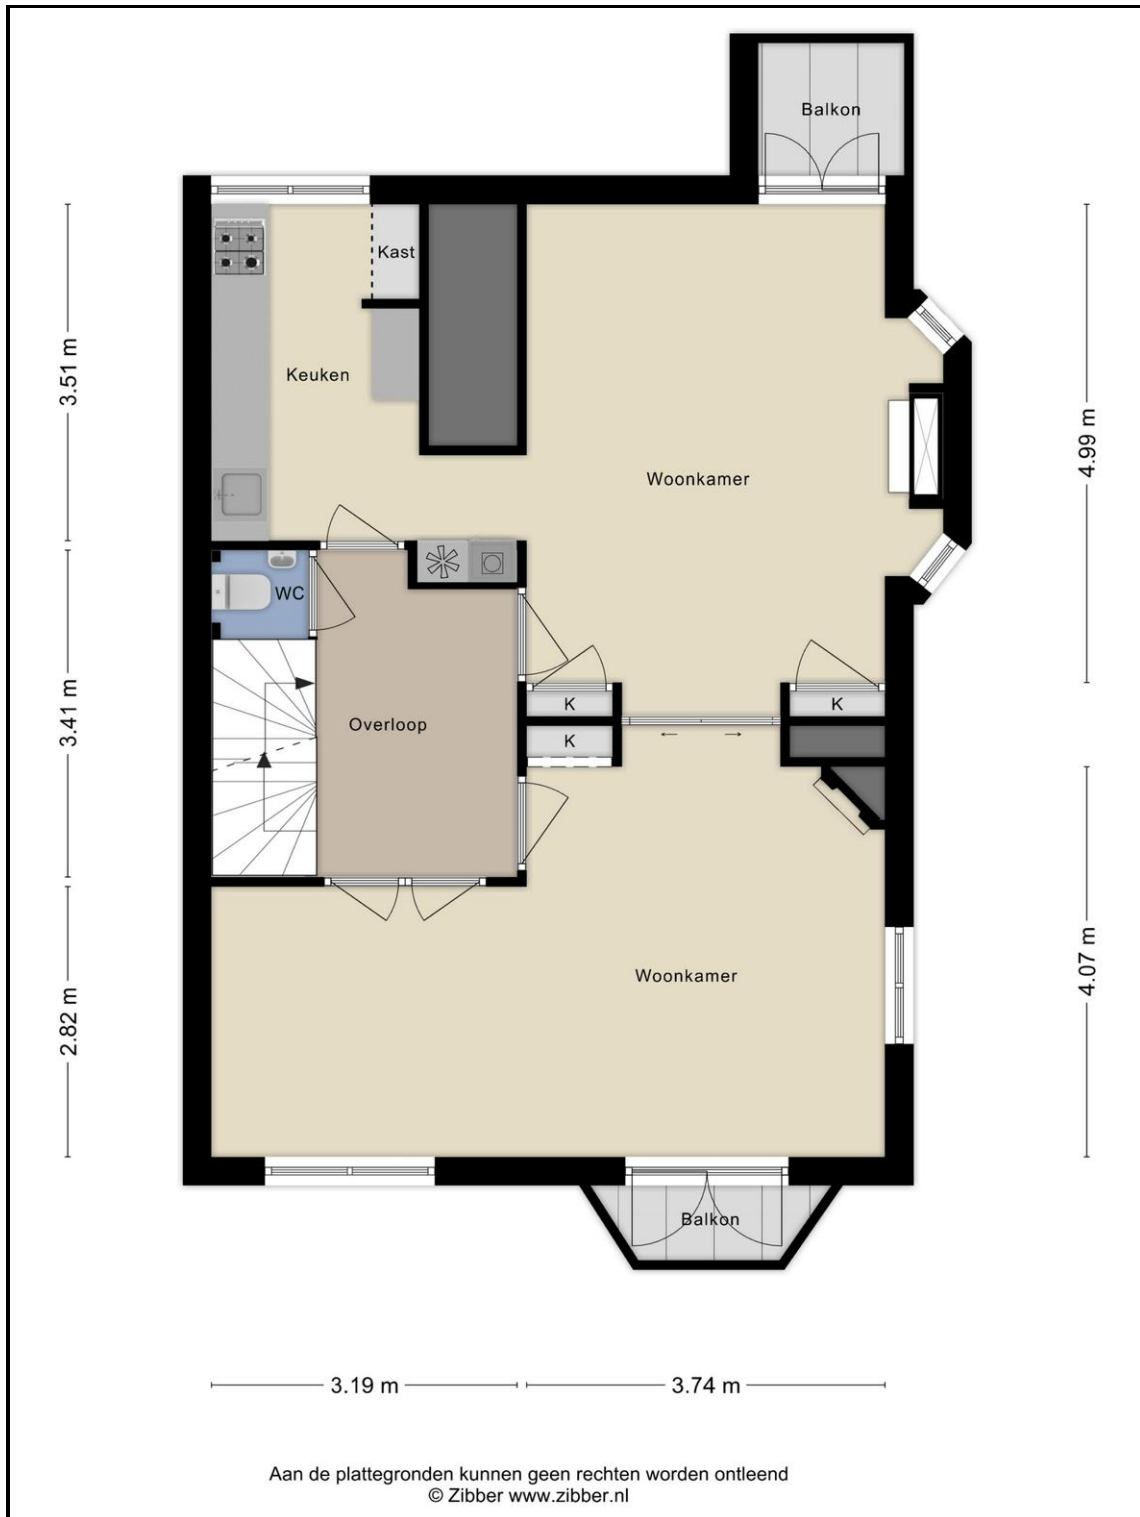 Balkon
Kast
3.51 m
Keuken
4.99 m
Woonkamer
WC
K
K
3.41 m
Overloop
K
4.07 m
Woonkamer
2.82 m
Balkon
3.19 m
3.74 m
Aan de plattegronden kunnen geen rechten worden ontleend
© Zibber www.zibber.nl